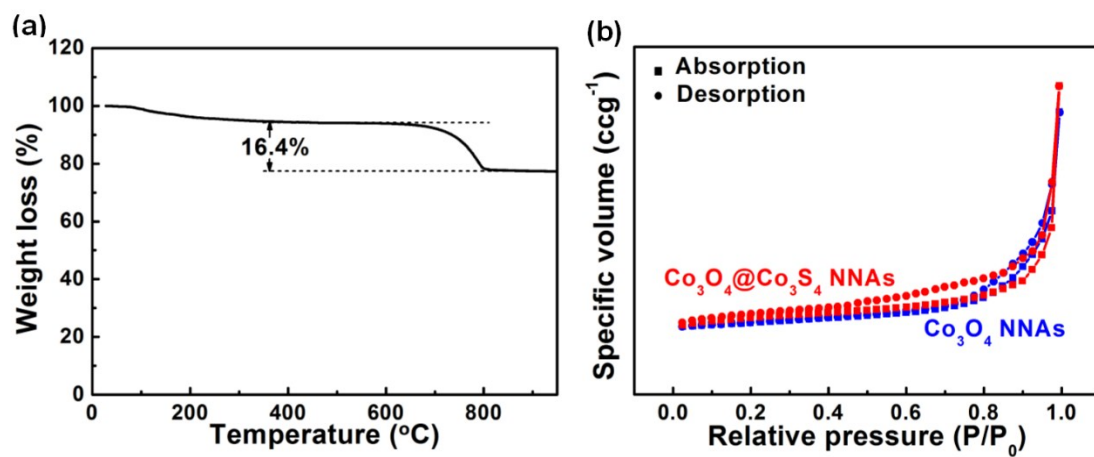 (a)
120
100
80
60
40
20
0
Weight loss (%)
16.4%
0 200 400 600 800
Temperature (°C)
(b)
Absorption
Desorption
Specific volume (ccg⁻¹)
Co₃O₄@Co₃S₄ NNAs
Co₃O₄ NNAs
0.0 0.2 0.4 0.6 0.8 1.0
Relative pressure (P/P₀)